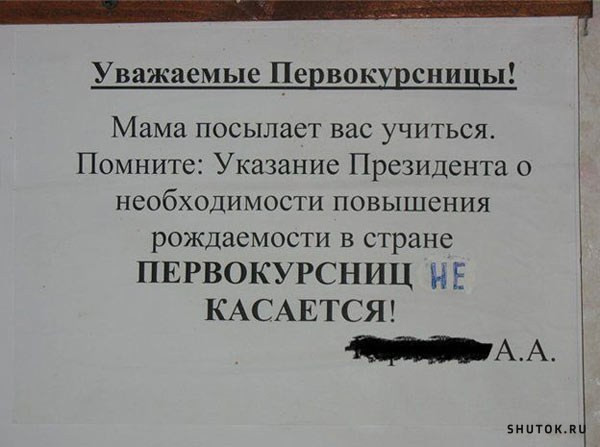 Уважаемые Первокурсницы!
Мама посылает вас учиться.
Помните: Указание Президента о
необходимости повышения
рождаемости в стране
ПЕРВОКУРСНИЦ НЕ
КАСАЕТСЯ!
А.А.
SHUTOK.RU